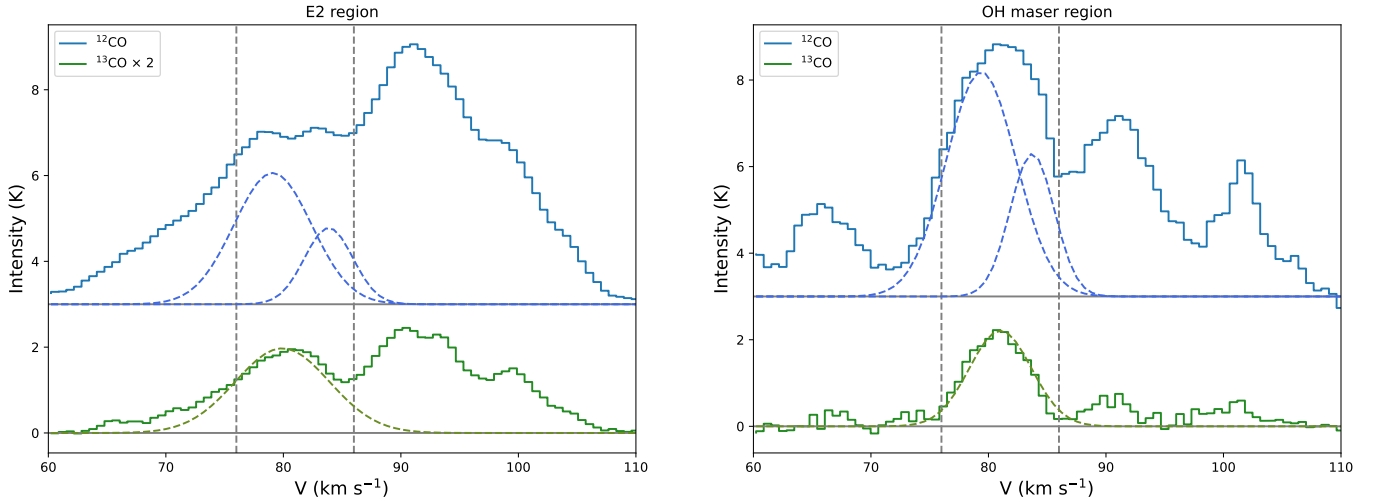 E2 region
¹²CO
¹³CO × 2
8
6
4
2
0
Intensity (K)
60 70 80 90 100 110
V (km s⁻¹)
OH maser region
¹²CO
¹³CO
8
6
4
2
0
Intensity (K)
60 70 80 90 100 110
V (km s⁻¹)